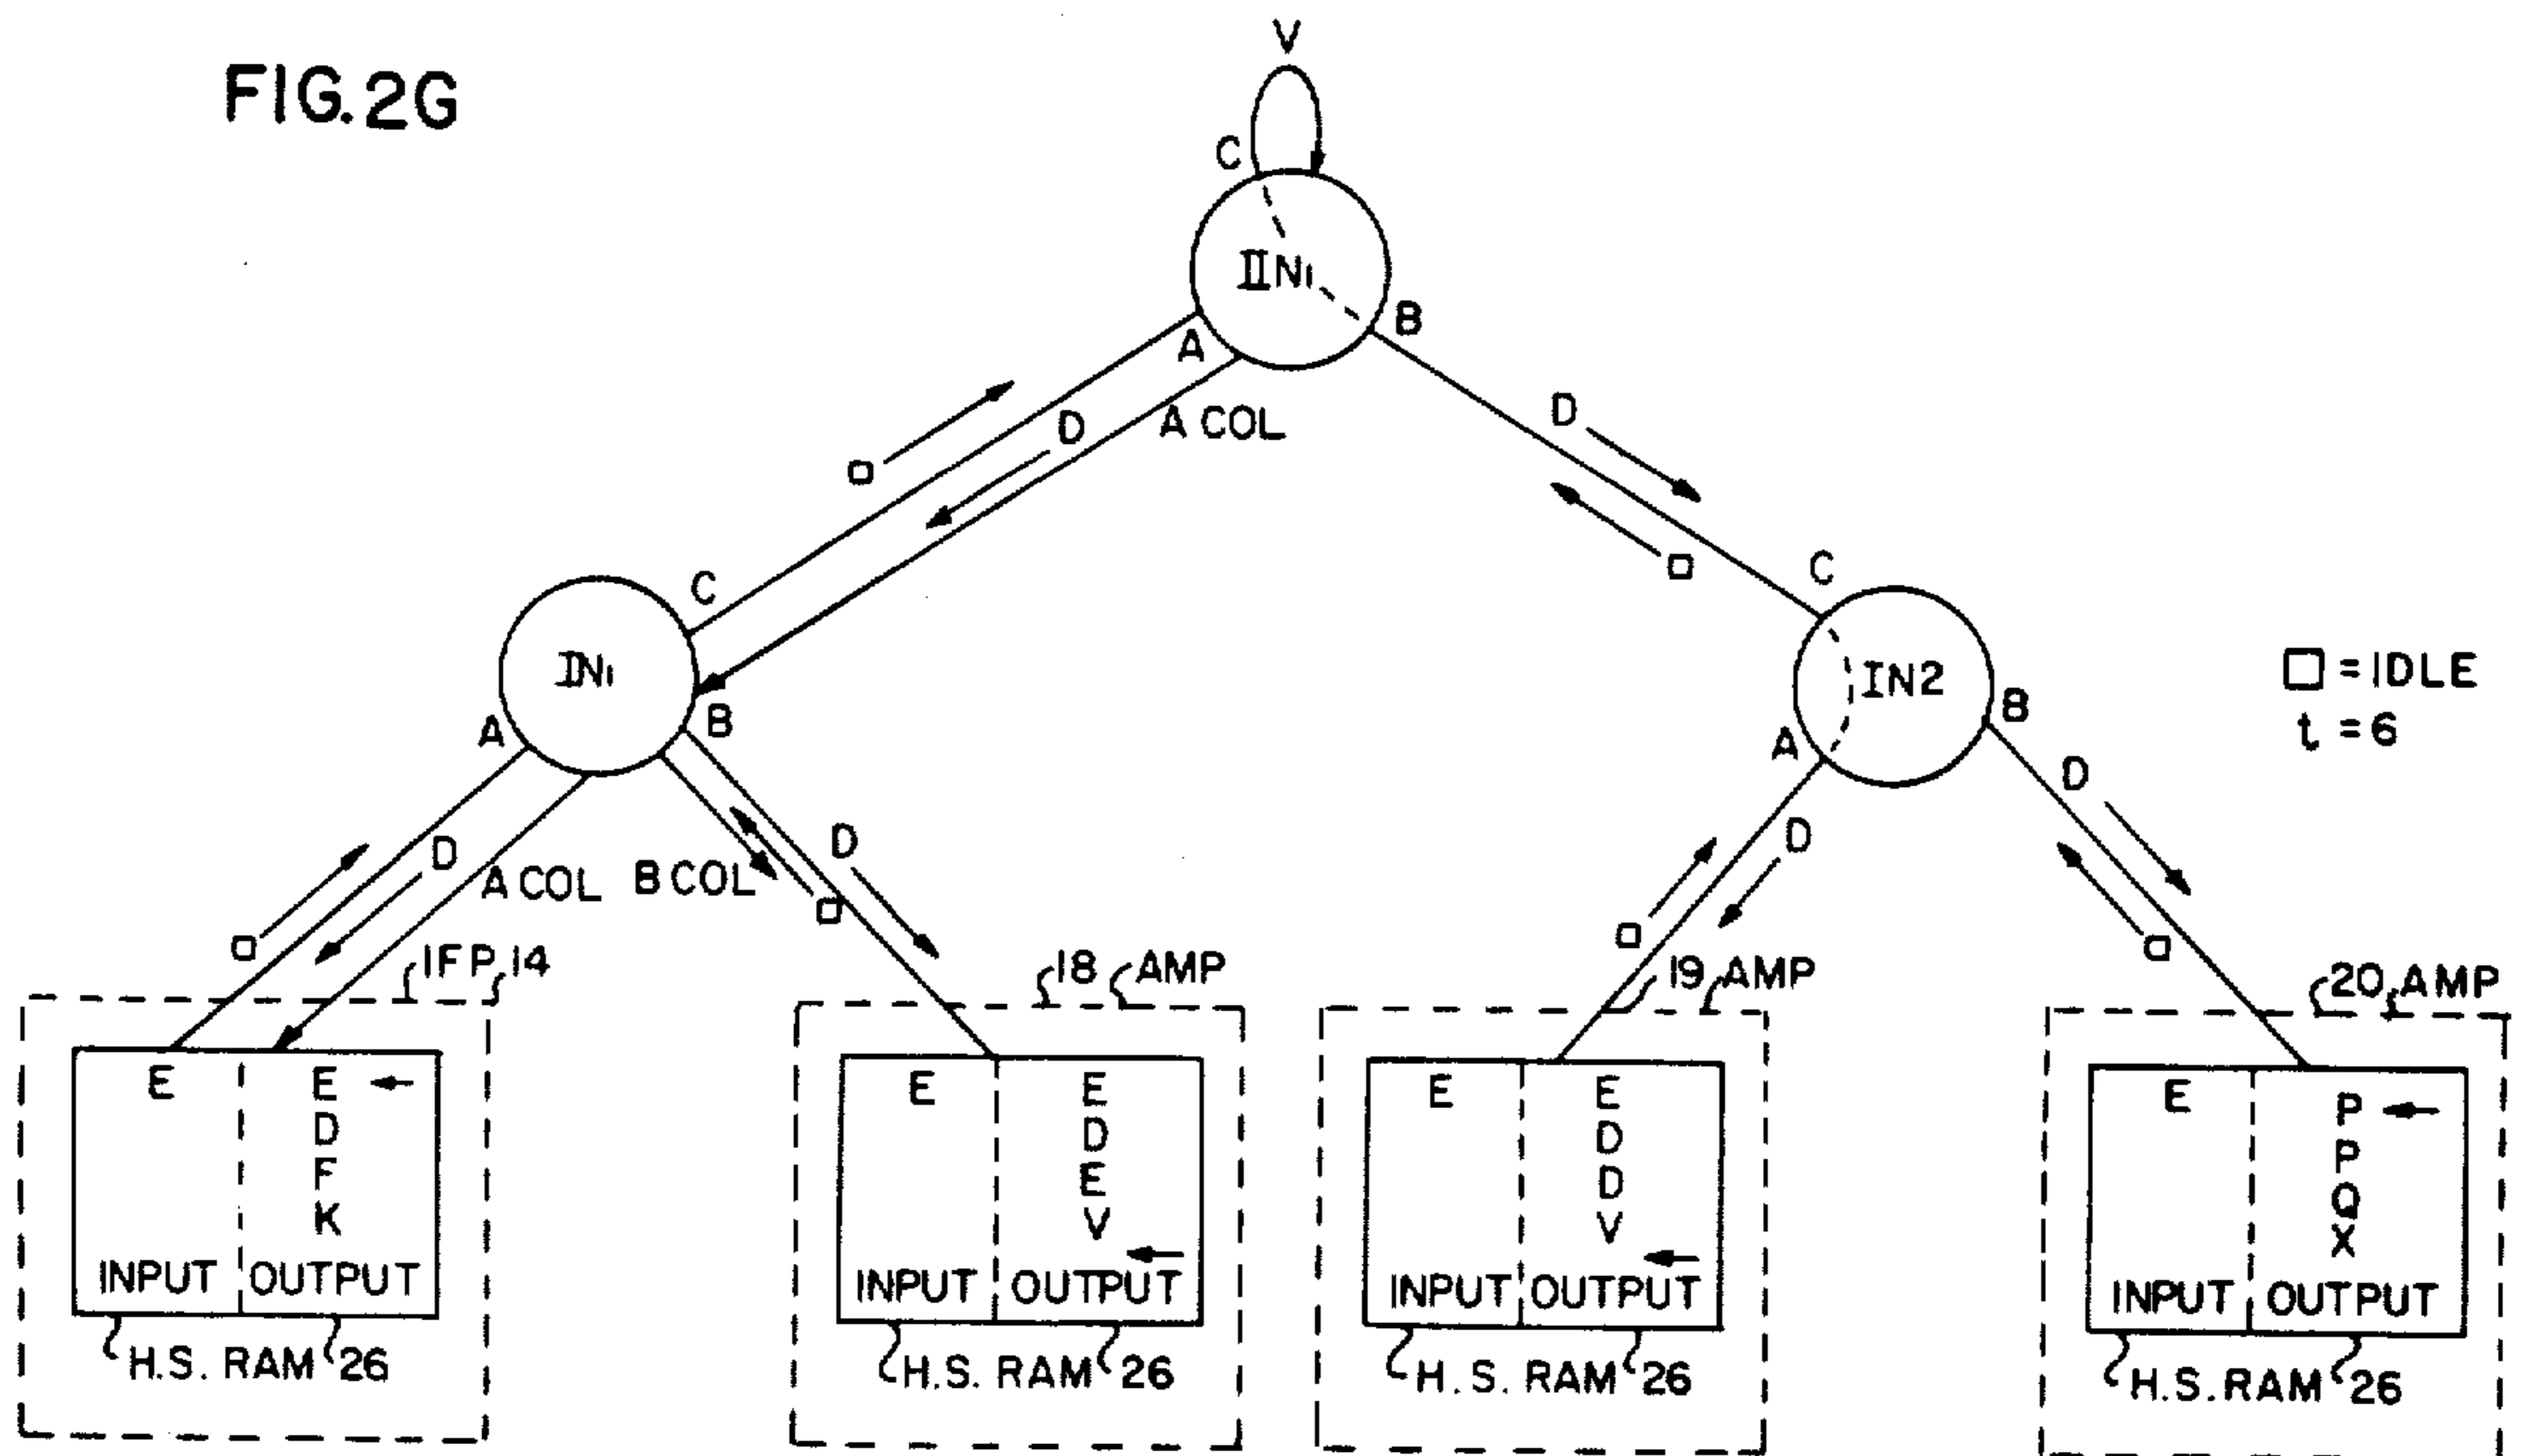 FIG. 2G
V
C
IIN1
B
A
A COL
D
D
C
C
IN1
IN2
B
B
A
A
□ = IDLE
t = 6
D
D
D
D
A COL
B COL
IFP 14
18 AMP
19 AMP
20 AMP
E
E
D
F
K
INPUT
OUTPUT
H.S. RAM 26
E
E
D
E
V
INPUT
OUTPUT
H.S. RAM 26
E
E
D
D
V
INPUT
OUTPUT
H.S. RAM 26
E
P
P
Q
X
INPUT
OUTPUT
H.S. RAM 26